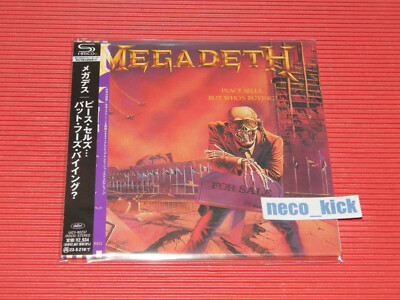 SHM-CD
MEGADETH
PEACE SELLS...
BUT WHO'S BUYING?
メガデス
ピース・セルズ…
バット・フーズ・バイイング?
FOR SALE
neco_kick
STEREO